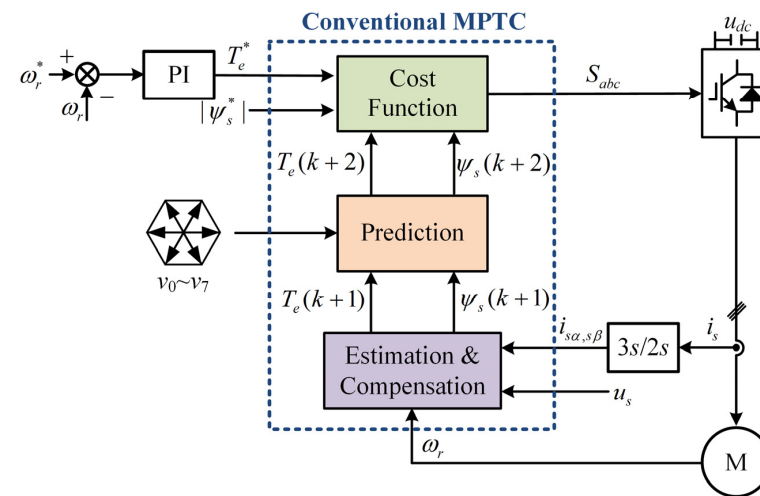 Conventional MPTC
u_dc
ω_r^*
+
−
ω_r
PI
T_e^*
|ψ_s^*|
Cost
Function
S_abc
T_e(k+2)
ψ_s(k+2)
Prediction
v_0~v_7
T_e(k+1)
ψ_s(k+1)
Estimation &
Compensation
i_sα,sβ
3s/2s
i_s
u_s
ω_r
M